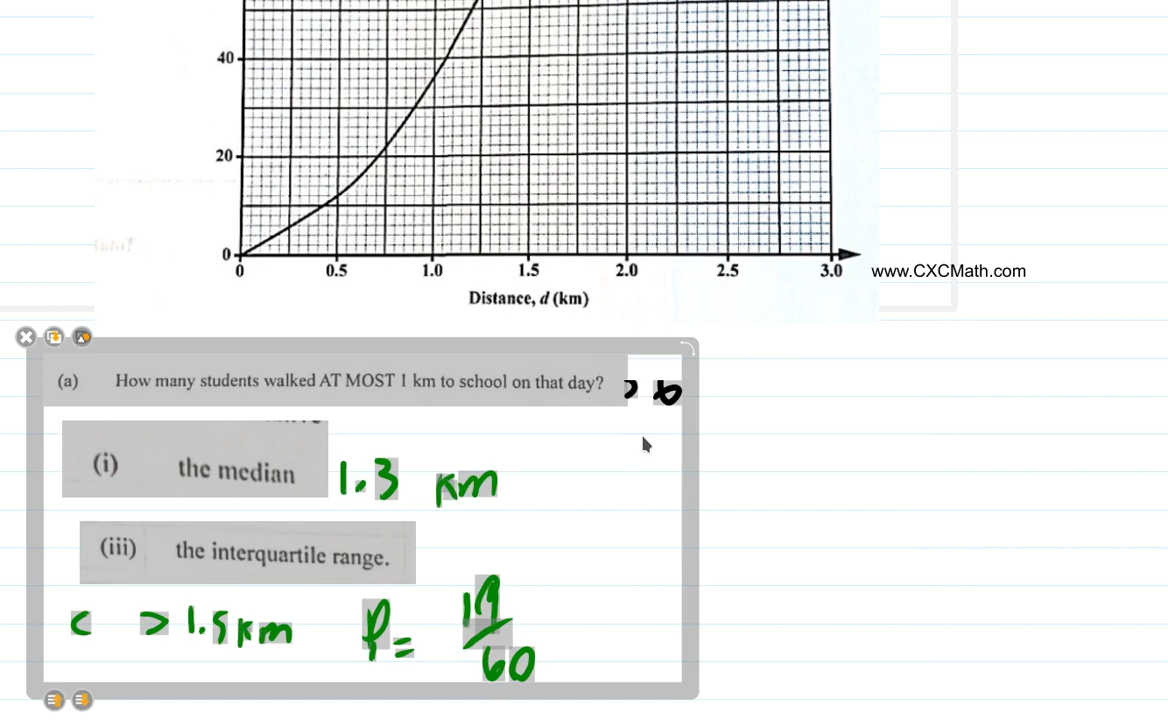 40
20
0
0 0.5 1.0 1.5 2.0 2.5 3.0
www.CXCMath.com
Distance, d (km)
(a) How many students walked AT MOST 1 km to school on that day?
(i) the median 1.3 km
(iii) the interquartile range.
c > 1.5 km P = 19/60